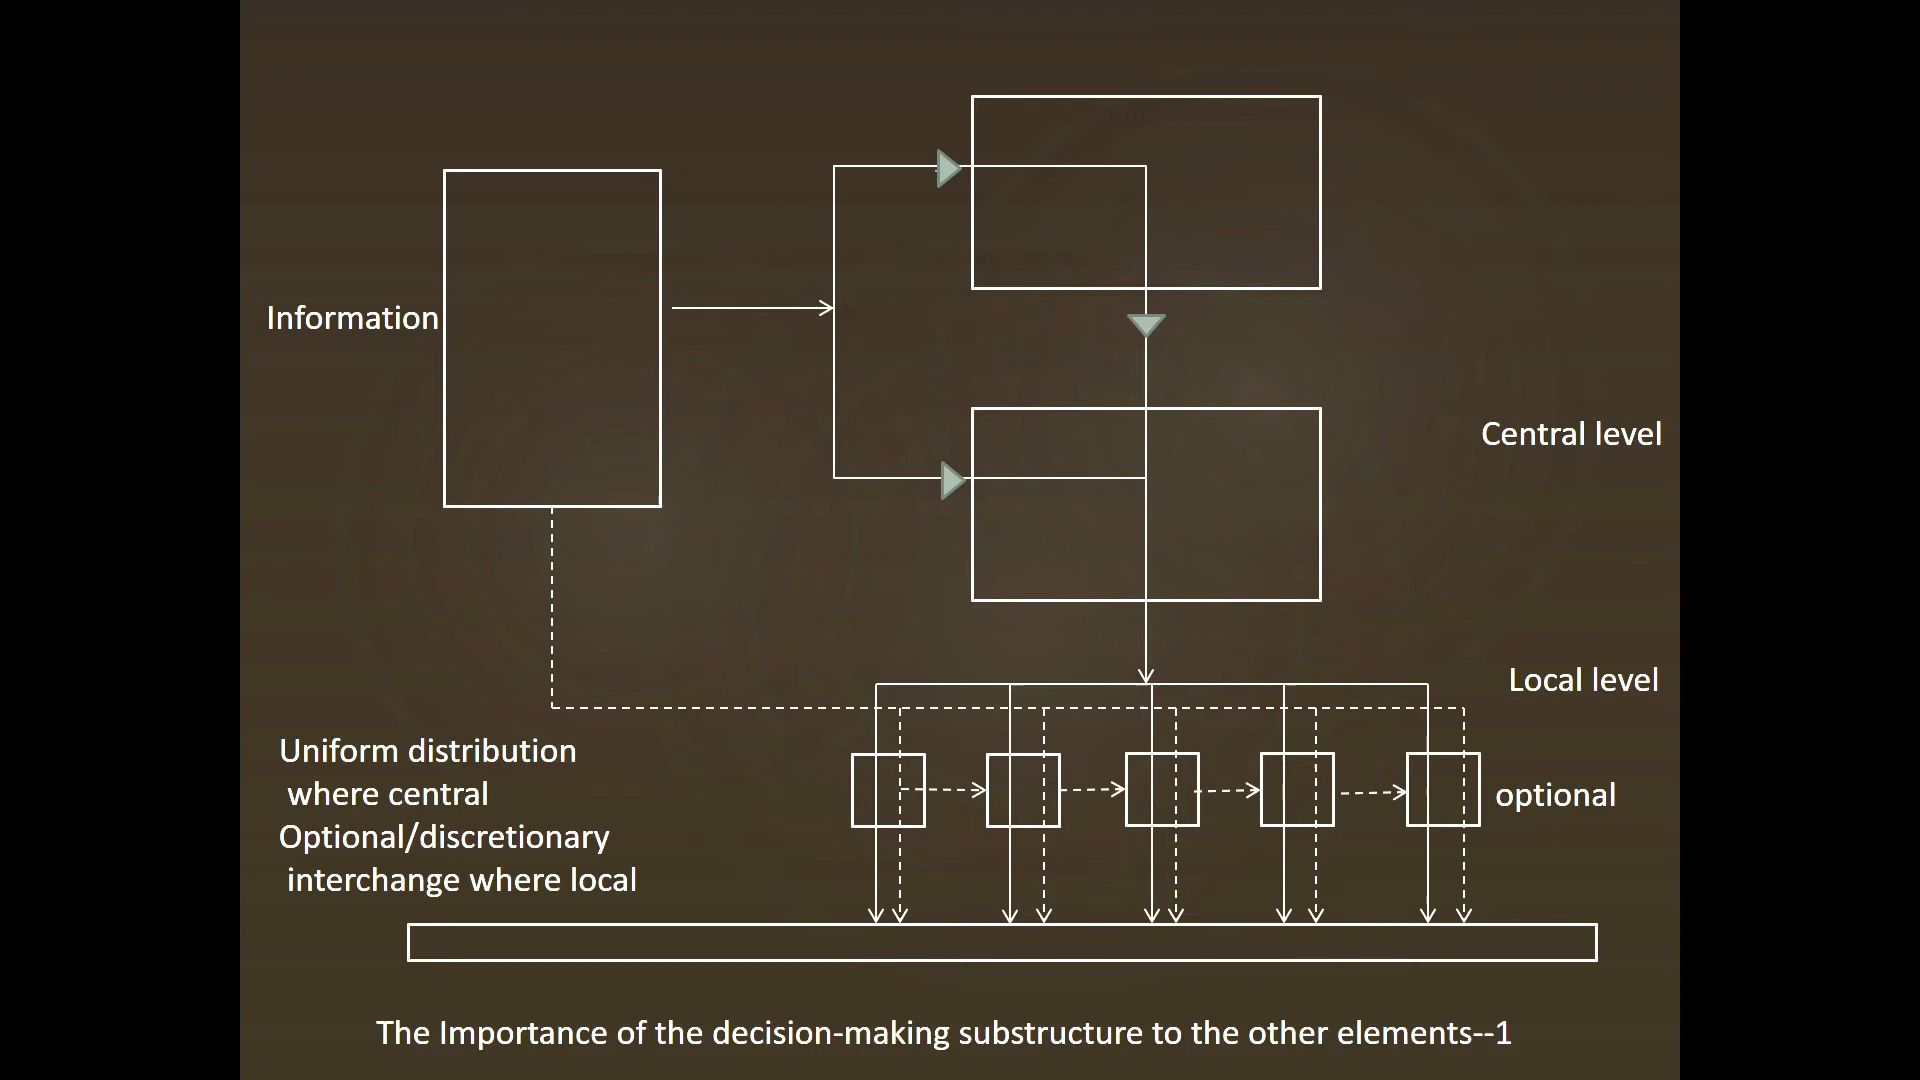 Information
Central level
Local level
Uniform distribution
where central
Optional/discretionary
interchange where local
optional
The Importance of the decision-making substructure to the other elements--1